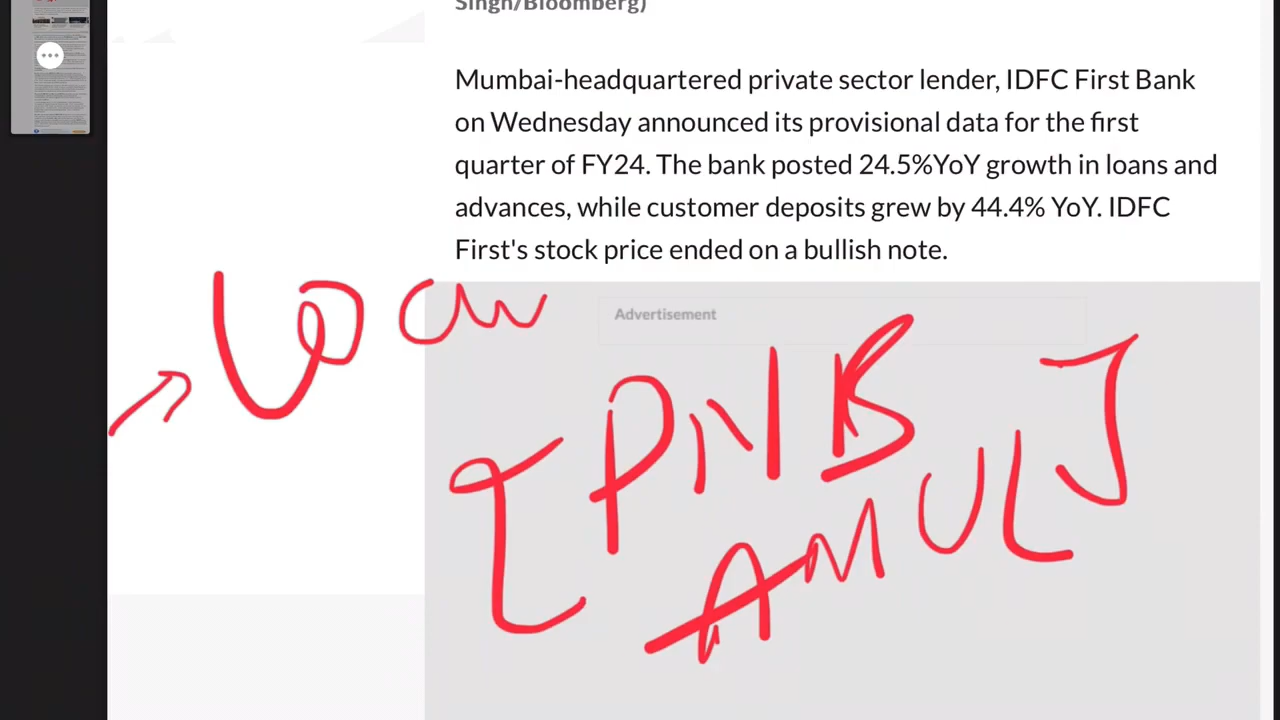 Singh/Bloomberg)
Mumbai-headquartered private sector lender, IDFC First Bank
on Wednesday announced its provisional data for the first
quarter of FY24. The bank posted 24.5%YoY growth in loans and
advances, while customer deposits grew by 44.4% YoY. IDFC
First's stock price ended on a bullish note.
Loan
Advertisement
[PNB
AMUL]